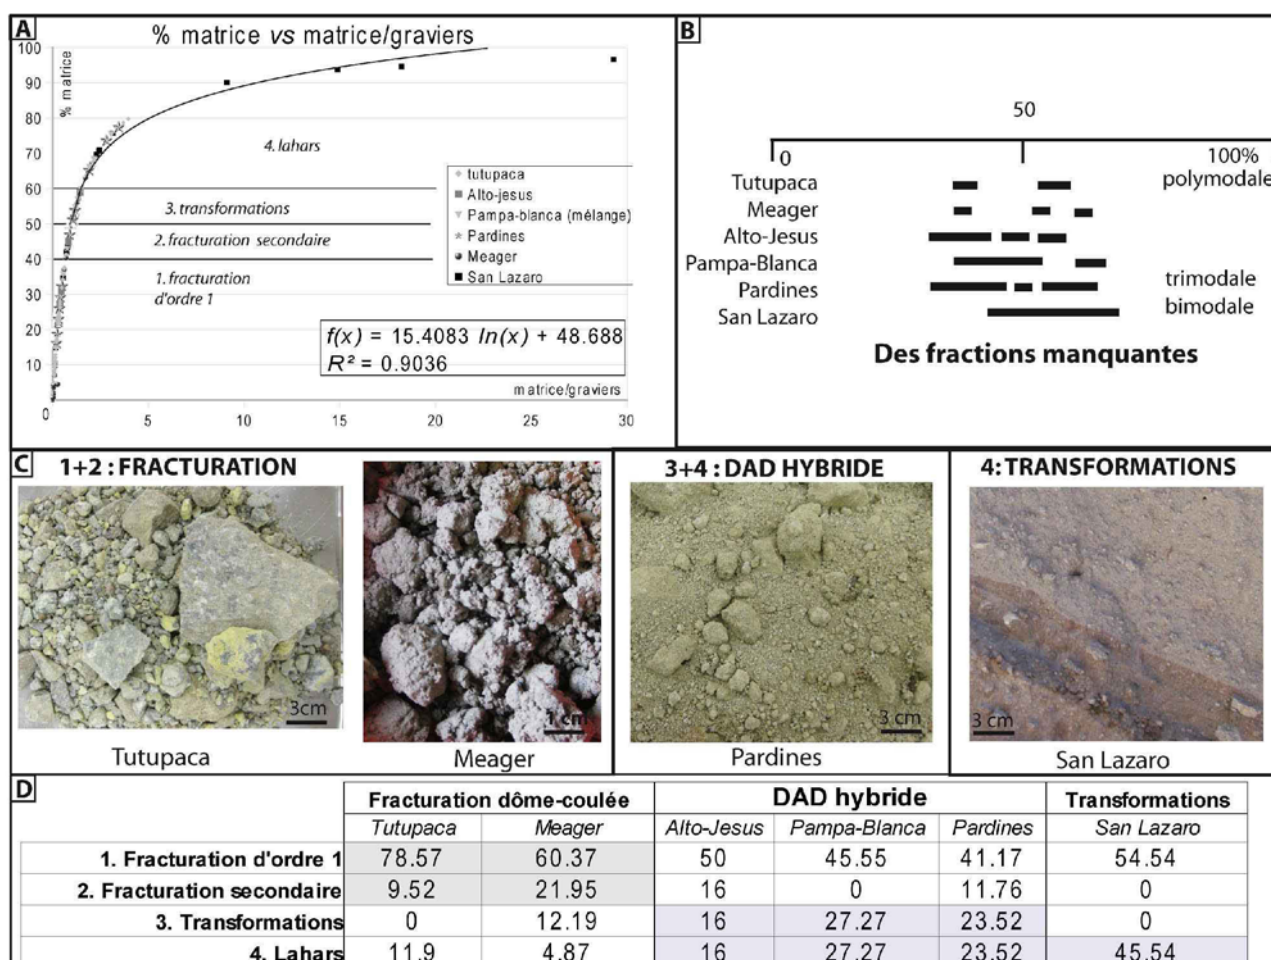 A
% matrice vs matrice/graviers
% matrice
100
90
80
70
60
50
40
30
20
10
0
5
10
15
20
25
30
4. lahars
3. transformations
2. fracturation secondaire
1. fracturation
d'ordre 1
tutupaca
Alto-jesus
Pampa-blanca (mélange)
Pardines
Meager
San Lazaro
f(x) = 15.4083 ln(x) + 48.688
R² = 0.9036
matrice/graviers
B
50
0
100%
polymodale
Tutupaca
Meager
Alto-Jesus
Pampa-Blanca
Pardines
San Lazaro
trimodale
bimodale
Des fractions manquantes
C
1+2 : FRACTURATION
3+4 : DAD HYBRIDE
4: TRANSFORMATIONS
3cm
1 cm
3 cm
3 cm
Tutupaca
Meager
Pardines
San Lazaro
D
Fracturation dôme-coulée DAD hybride Transformations
Tutupaca Meager Alto-Jesus Pampa-Blanca Pardines San Lazaro
1. Fracturation d'ordre 1 78.57 60.37 50 45.55 41.17 54.54
2. Fracturation secondaire 9.52 21.95 16 0 11.76 0
3. Transformations 0 12.19 16 27.27 23.52 0
4. Lahars 11.9 4.87 16 27.27 23.52 45.54